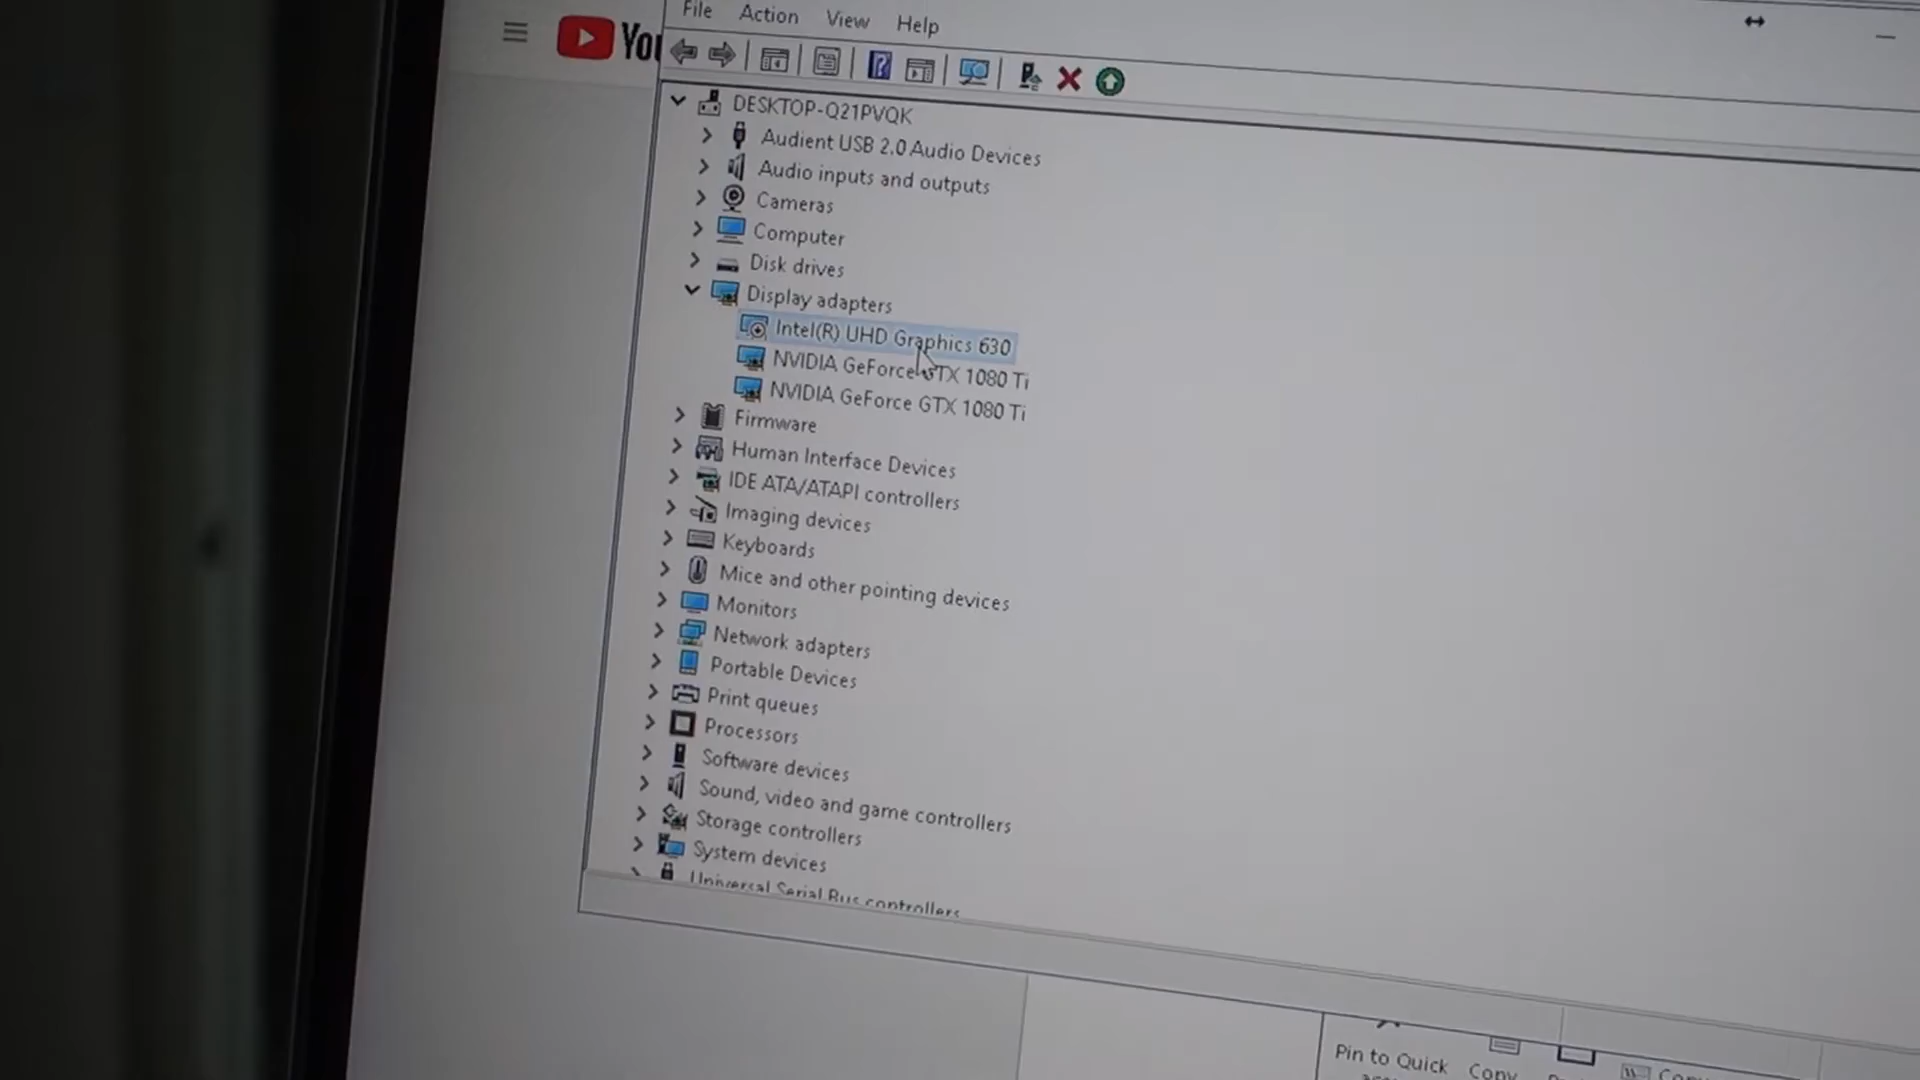 File Action View Help
You
DESKTOP-Q21PVQK
Audient USB 2.0 Audio Devices
Audio inputs and outputs
Cameras
Computer
Disk drives
Display adapters
Intel(R) UHD Graphics 630
NVIDIA GeForce GTX 1080 Ti
NVIDIA GeForce GTX 1080 Ti
Firmware
Human Interface Devices
IDE ATA/ATAPI controllers
Imaging devices
Keyboards
Mice and other pointing devices
Monitors
Network adapters
Portable Devices
Print queues
Processors
Software devices
Sound, video and game controllers
Storage controllers
System devices
Universal Serial Bus controllers
Pin to Quick Copy